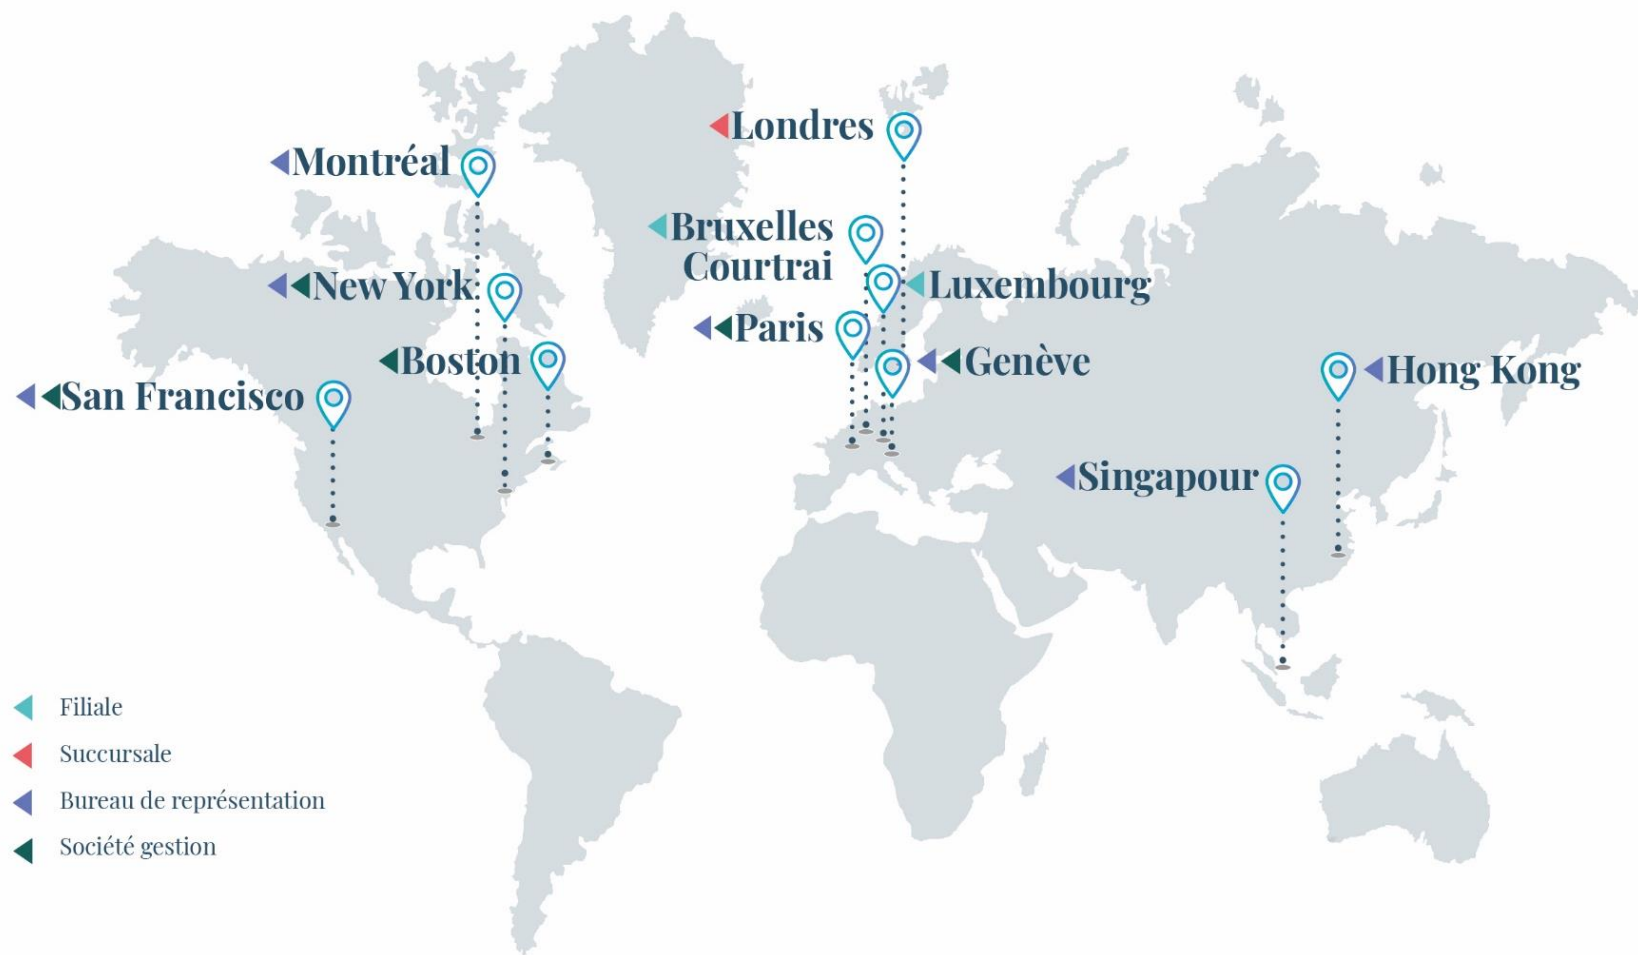 Londres
Montréal
Bruxelles
Courtrai
New York
Luxembourg
Paris
Boston
Genève
Hong Kong
San Francisco
Singapour
Filiale
Succursale
Bureau de représentation
Société gestion